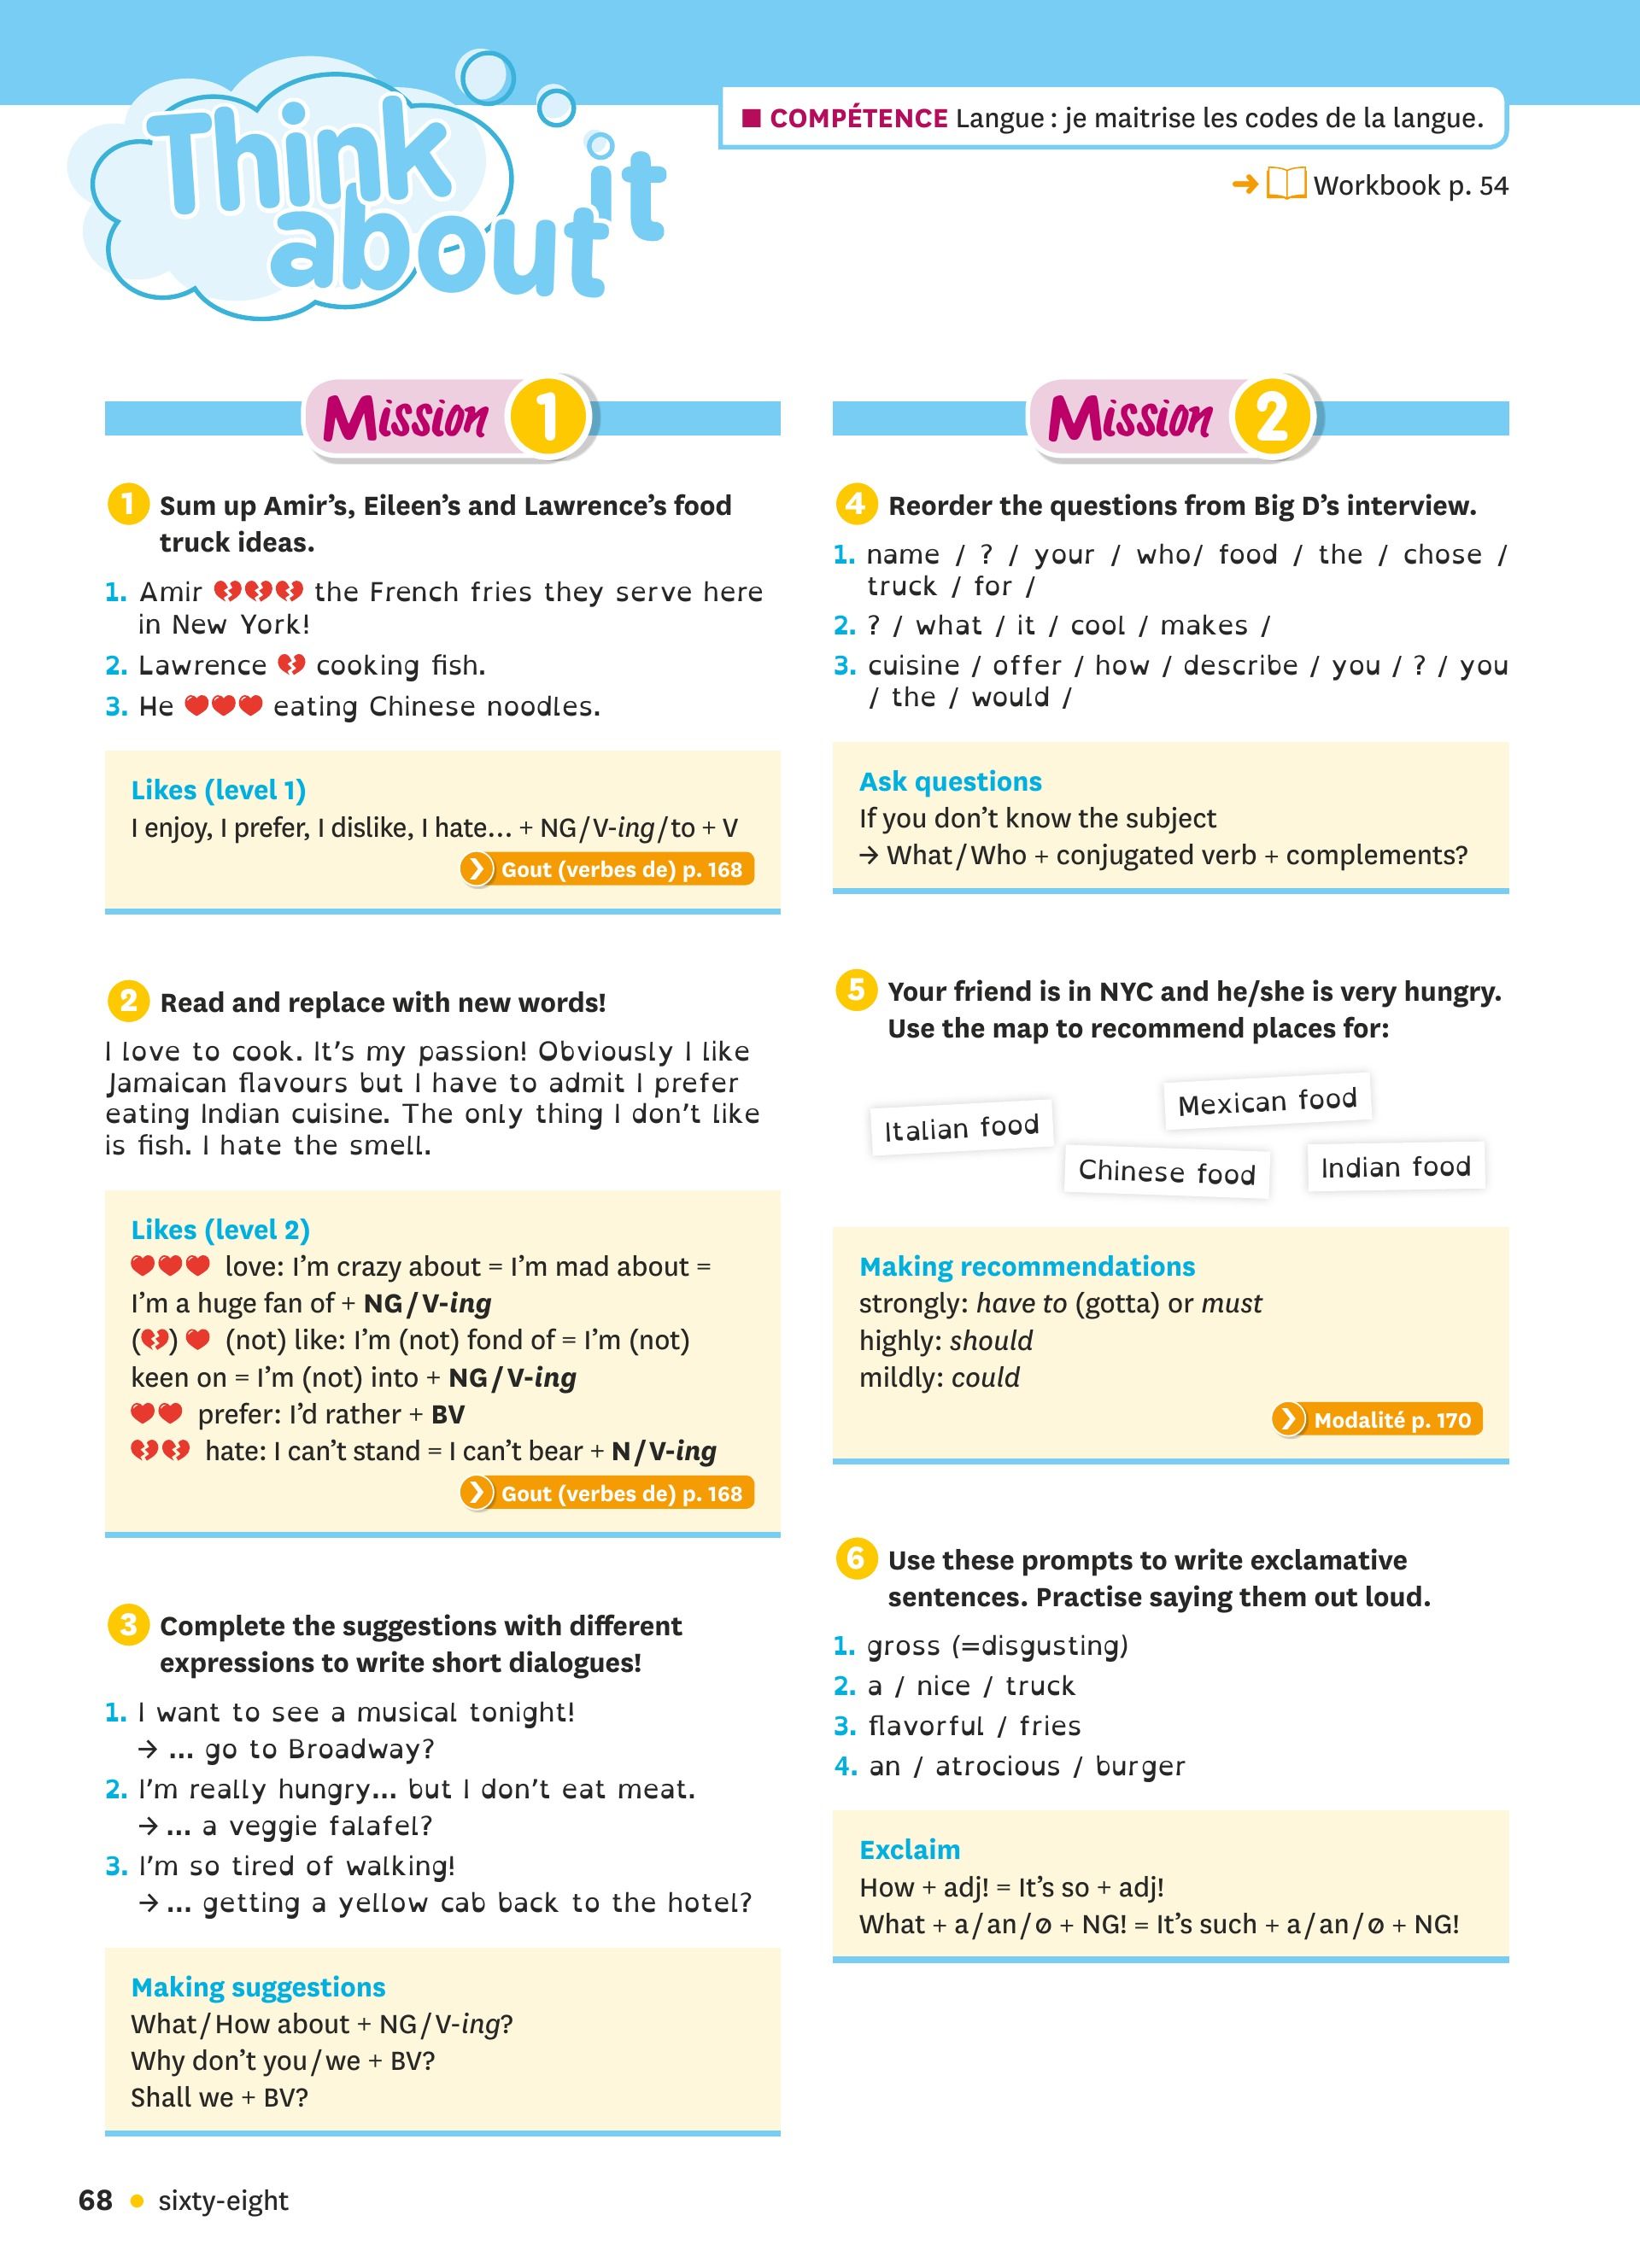 Think
about it
■ COMPÉTENCE Langue : je maitrise les codes de la langue.
→ Workbook p. 54
Mission 1
1 Sum up Amir's, Eileen's and Lawrence's food
truck ideas.
1. Amir 💔💔💔 the French fries they serve here
in New York!
2. Lawrence 💔 cooking fish.
3. He ❤❤❤ eating Chinese noodles.
Likes (level 1)
I enjoy, I prefer, I dislike, I hate... + NG/V-ing/to + V
Gout (verbes de) p. 168
2 Read and replace with new words!
I love to cook. It's my passion! Obviously I like
Jamaican flavours but I have to admit I prefer
eating Indian cuisine. The only thing I don't like
is fish. I hate the smell.
Likes (level 2)
❤❤❤ love: I'm crazy about = I'm mad about =
I'm a huge fan of + NG/V-ing
(💔) ❤ (not) like: I'm (not) fond of = I'm (not)
keen on = I'm (not) into + NG/V-ing
❤❤ prefer: I'd rather + BV
💔💔 hate: I can't stand = I can't bear + N/V-ing
Gout (verbes de) p. 168
3 Complete the suggestions with different
expressions to write short dialogues!
1. I want to see a musical tonight!
→ ... go to Broadway?
2. I'm really hungry... but I don't eat meat.
→ ... a veggie falafel?
3. I'm so tired of walking!
→ ... getting a yellow cab back to the hotel?
Making suggestions
What/How about + NG/V-ing?
Why don't you/we + BV?
Shall we + BV?
Mission 2
4 Reorder the questions from Big D's interview.
1. name / ? / your / who/ food / the / chose /
truck / for /
2. ? / what / it / cool / makes /
3. cuisine / offer / how / describe / you / ? / you
/ the / would /
Ask questions
If you don't know the subject
→ What/Who + conjugated verb + complements?
5 Your friend is in NYC and he/she is very hungry.
Use the map to recommend places for:
Italian food
Mexican food
Chinese food
Indian food
Making recommendations
strongly: have to (gotta) or must
highly: should
mildly: could
Modalité p. 170
6 Use these prompts to write exclamative
sentences. Practise saying them out loud.
1. gross (=disgusting)
2. a / nice / truck
3. flavorful / fries
4. an / atrocious / burger
Exclaim
How + adj! = It's so + adj!
What + a/an/ø + NG! = It's such + a/an/ø + NG!
68 • sixty-eight